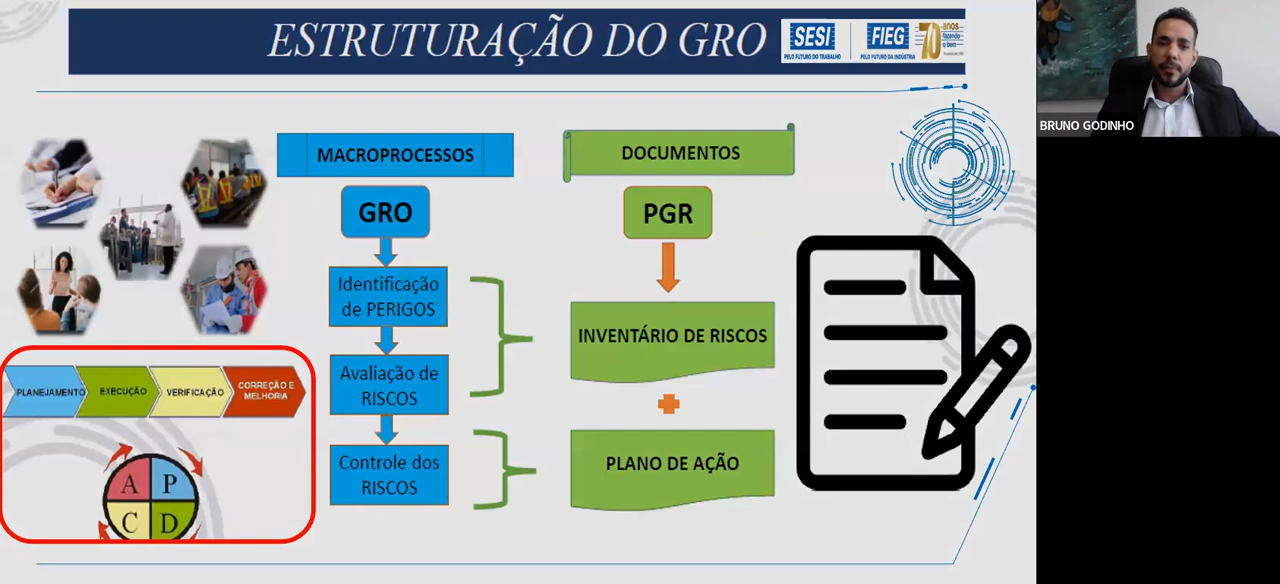 ESTRUTURAÇÃO DO GRO
SESI
PELO FUTURO DO TRABALHO
FIEG
PELO FUTURO DA INDÚSTRIA
70 anos
fazendo
o bem
BRUNO GODINHO
MACROPROCESSOS
DOCUMENTOS
GRO
PGR
Identificação
de PERIGOS
INVENTÁRIO DE RISCOS
Avaliação de
RISCOS
Controle dos
RISCOS
PLANO DE AÇÃO
PLANEJAMENTO
EXECUÇÃO
VERIFICAÇÃO
CORREÇÃO E
MELHORIA
A P
C D